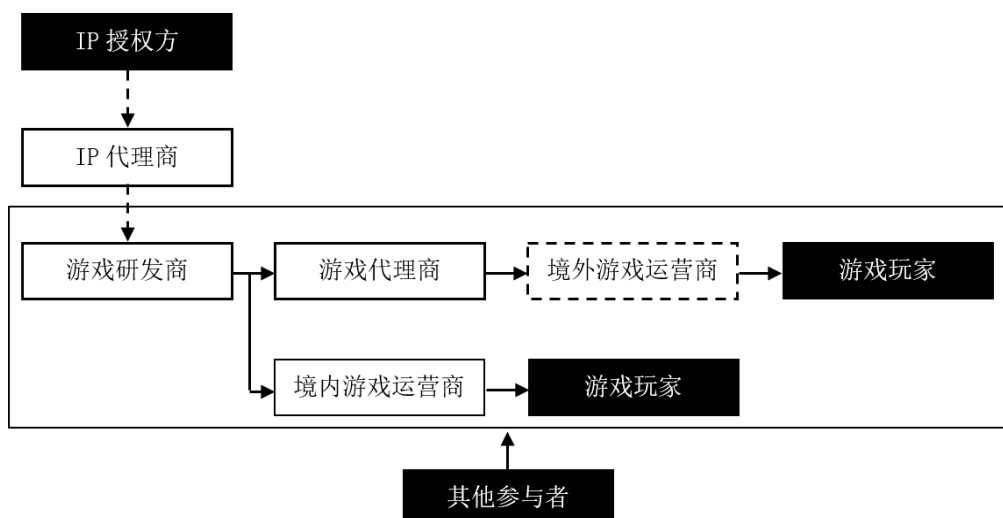 IP 授权方
IP 代理商
游戏研发商
游戏代理商
境外游戏运营商
游戏玩家
境内游戏运营商
游戏玩家
其他参与者